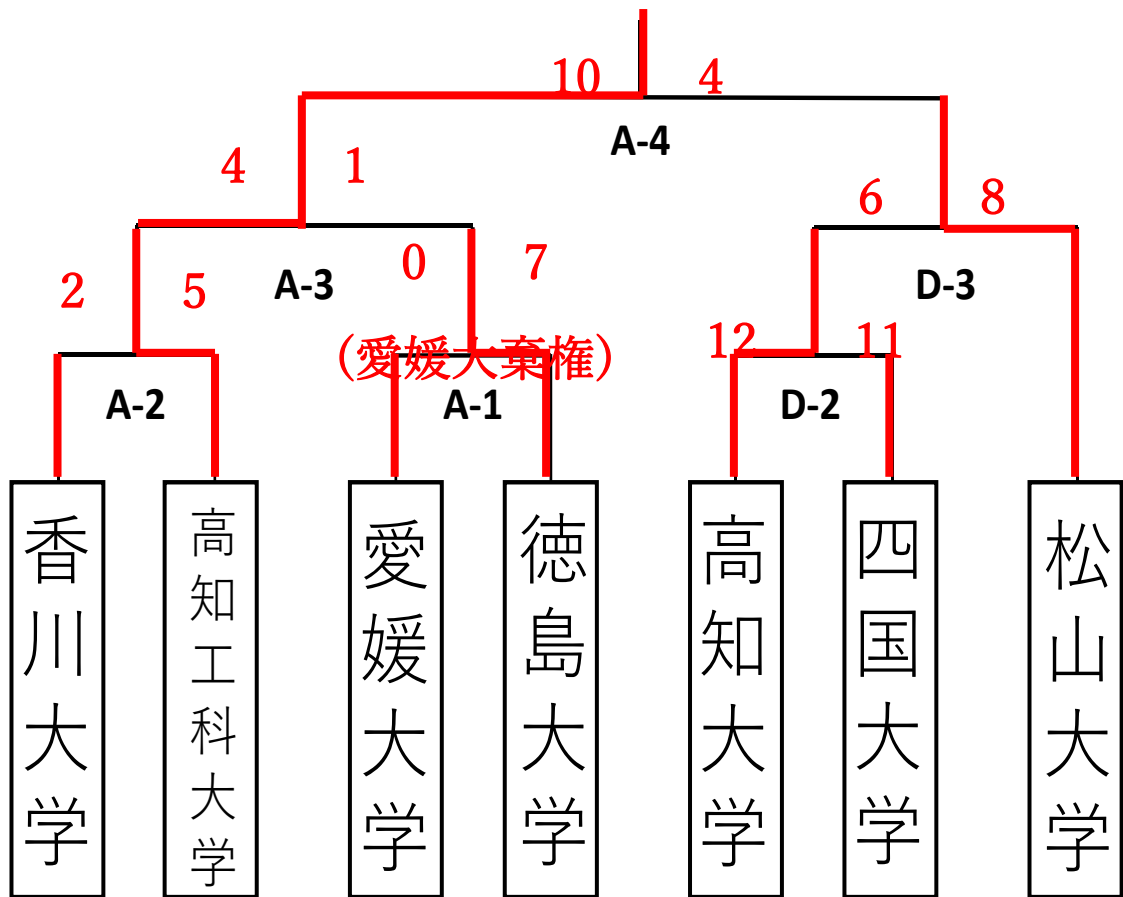 10 4
A-4
4 1
6 8
2 5
A-3
0 7
D-3
(愛媛大棄権)
12 11
A-2
A-1
D-2
香川大学
高知工科大学
愛媛大学
徳島大学
高知大学
四国大学
松山大学